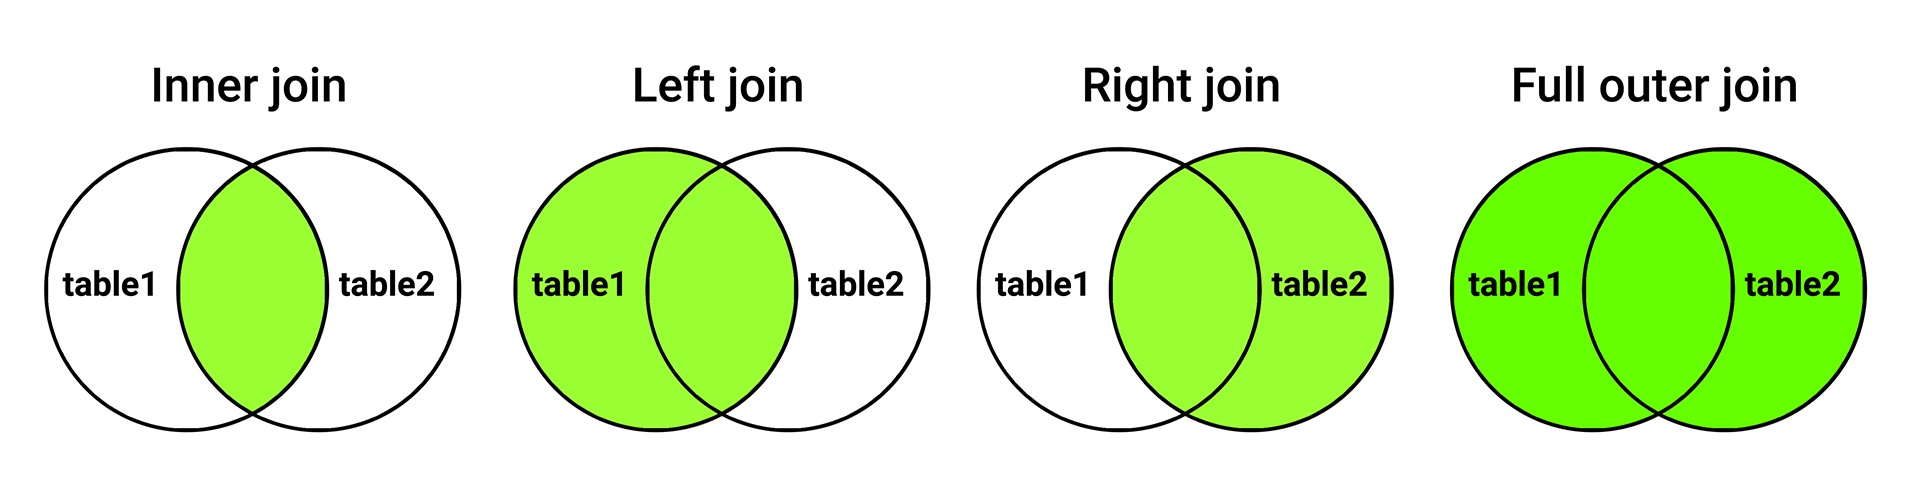 Inner join
Left join
Right join
Full outer join
table1
table2
table1
table2
table1
table2
table1
table2